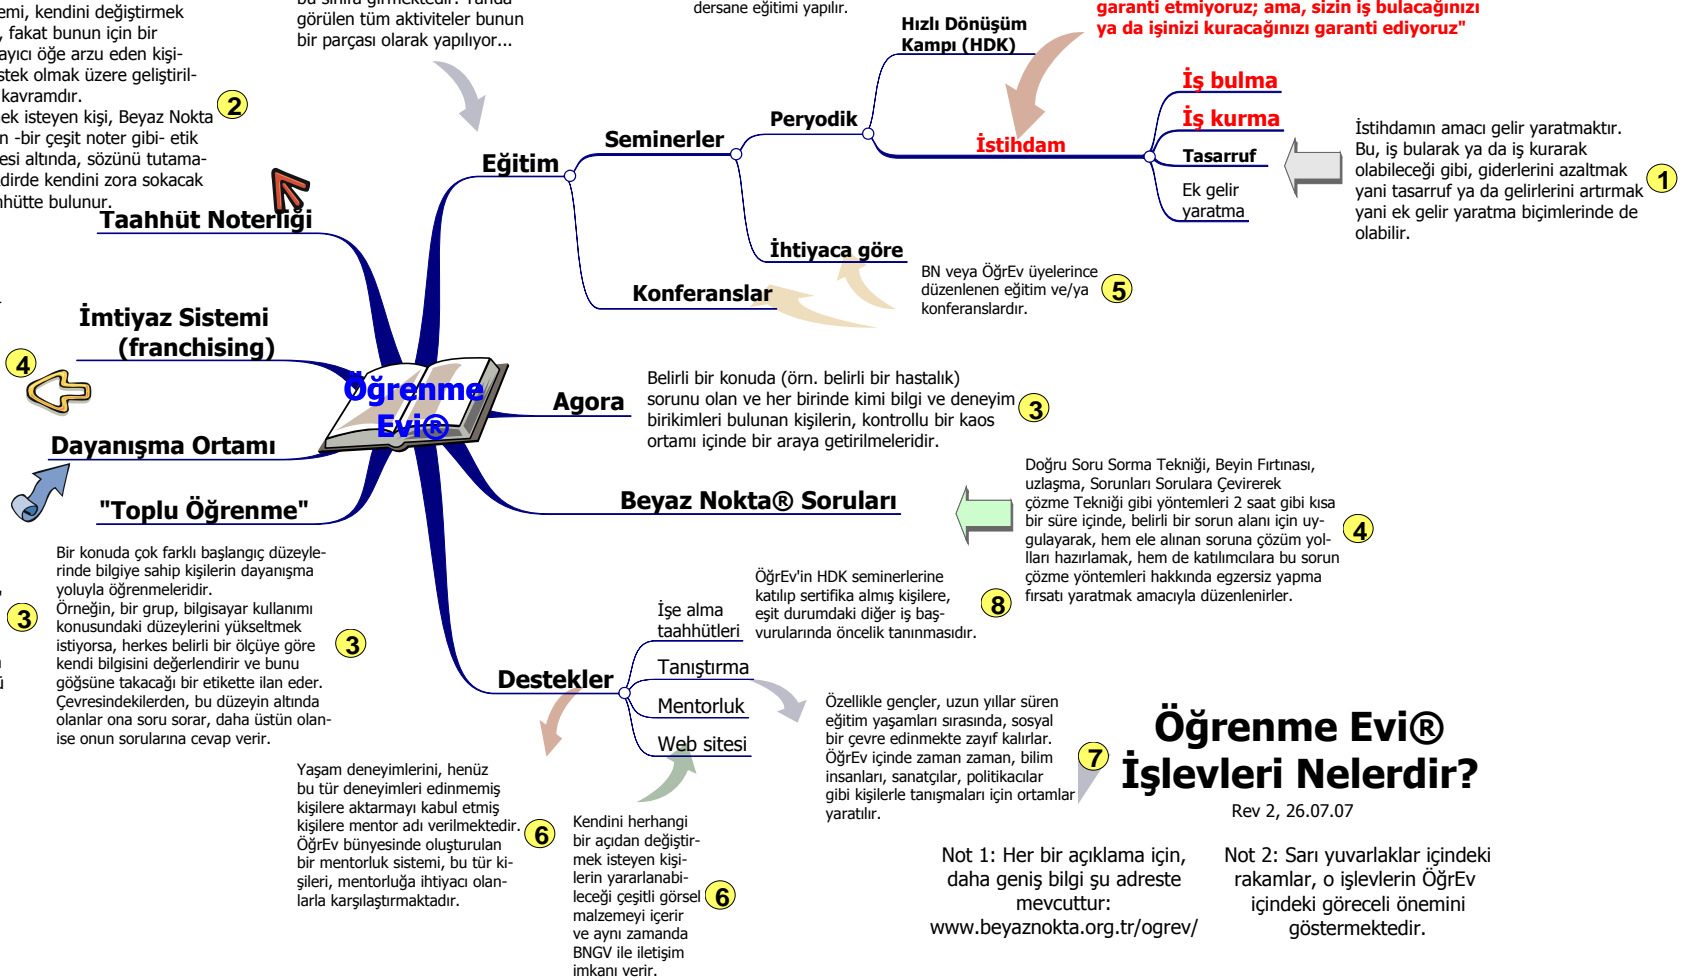 emi, kendini değiştirmek
, fakat bunun için bir
ayıcı öğe arzu eden kişi-
stek olmak üzere geliştiril-
kavramdır.
ek isteyen kişi, Beyaz Nokta
n -bir çeşit noter gibi- etik
esi altında, sözünü tutama-
dirde kendini zora sokacak
hhütte bulunur.
2
görülen tüm aktiviteler bunun
bir parçası olarak yapılıyor...
dersane eğitimi yapılır.
garanti etmiyoruz; ama, sizin iş bulacağınızı
ya da işinizi kuracağınızı garanti ediyoruz"
Hızlı Dönüşüm
Kampı (HDK)
Peryodik
Seminerler
Eğitim
İstihdam
İş bulma
İş kurma
Tasarruf
Ek gelir
yaratma
İstihdamın amacı gelir yaratmaktır.
Bu, iş bularak ya da iş kurarak
olabileceği gibi, giderlerini azaltmak
yani tasarruf ya da gelirlerini artırmak
yani ek gelir yaratma biçimlerinde de
olabilir.
1
İhtiyaca göre
Konferanslar
BN veya ÖğrEv üyelerince
düzenlenen eğitim ve/ya
konferanslardır.
5
Taahhüt Noterliği
İmtiyaz Sistemi
(franchising)
4
Dayanışma Ortamı
"Toplu Öğrenme"
Öğrenme
Evi®
Agora
Belirli bir konuda (örn. belirli bir hastalık)
sorunu olan ve her birinde kimi bilgi ve deneyim
birikimleri bulunan kişilerin, kontrollu bir kaos
ortamı içinde bir araya getirilmeleridir.
3
Beyaz Nokta® Soruları
Doğru Soru Sorma Tekniği, Beyin Fırtınası,
uzlaşma, Sorunları Sorulara Çevirerek
çözme Tekniği gibi yöntemleri 2 saat gibi kısa
bir süre içinde, belirli bir sorun alanı için uy-
gulayarak, hem ele alınan soruna çözüm yol-
lları hazırlamak, hem de katılımcılara bu sorun
çözme yöntemleri hakkında egzersiz yapma
fırsatı yaratmak amacıyla düzenlenirler.
4
Bir konuda çok farklı başlangıç düzeyle-
rinde bilgiye sahip kişilerin dayanışma
yoluyla öğrenmeleridir.
Örneğin, bir grup, bilgisayar kullanımı
konusundaki düzeylerini yükseltmek
istiyorsa, herkes belirli bir ölçüye göre
kendi bilgisini değerlendirir ve bunu
göğsüne takacağı bir etikette ilan eder.
Çevresindekilerden, bu düzeyin altında
olanlar ona soru sorar, daha üstün olan-
ise onun sorularına cevap verir.
3
3
ÖğrEv'in HDK seminerlerine
katılıp sertifika almış kişilere,
eşit durumdaki diğer iş baş-
vurularında öncelik tanınmasıdır.
8
Destekler
İşe alma
taahhütleri
Tanıştırma
Mentorluk
Web sitesi
Özellikle gençler, uzun yıllar süren
eğitim yaşamları sırasında, sosyal
bir çevre edinmekte zayıf kalırlar.
ÖğrEv içinde zaman zaman, bilim
insanları, sanatçılar, politikacılar
gibi kişilerle tanışmaları için ortamlar
yaratılır.
7
Yaşam deneyimlerini, henüz
bu tür deneyimleri edinmemiş
kişilere aktarmayı kabul etmiş
kişilere mentor adı verilmektedir.
ÖğrEv bünyesinde oluşturulan
bir mentorluk sistemi, bu tür ki-
şileri, mentorluğa ihtiyacı olan-
larla karşılaştırmaktadır.
6
Kendini herhangi
bir açıdan değiştir-
mek isteyen kişi-
lerin yararlanabi-
leceği çeşitli görsel
malzemeyi içerir
ve aynı zamanda
BNGV ile iletişim
imkanı verir.
6
Öğrenme Evi®
İşlevleri Nelerdir?
Rev 2, 26.07.07
Not 1: Her bir açıklama için,
daha geniş bilgi şu adreste
mevcuttur:
www.beyaznokta.org.tr/ogrev/
Not 2: Sarı yuvarlaklar içindeki
rakamlar, o işlevlerin ÖğrEv
içindeki göreceli önemini
göstermektedir.